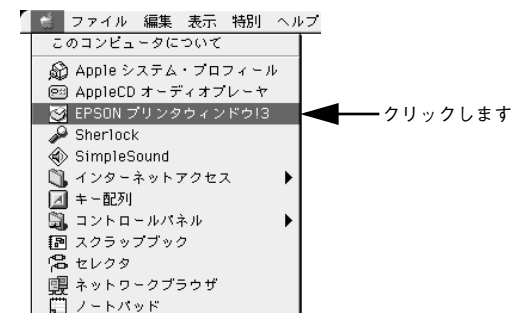 ファイル 編集 表示 特別 ヘルプ
このコンピュータについて
Apple システム・プロフィール
AppleCD オーディオプレーヤ
EPSON プリンタウィンドウ!3
クリックします
Sherlock
SimpleSound
インターネットアクセス
キー配列
コントロールパネル
スクラップブック
セレクタ
ネットワークブラウザ
ノートパッド